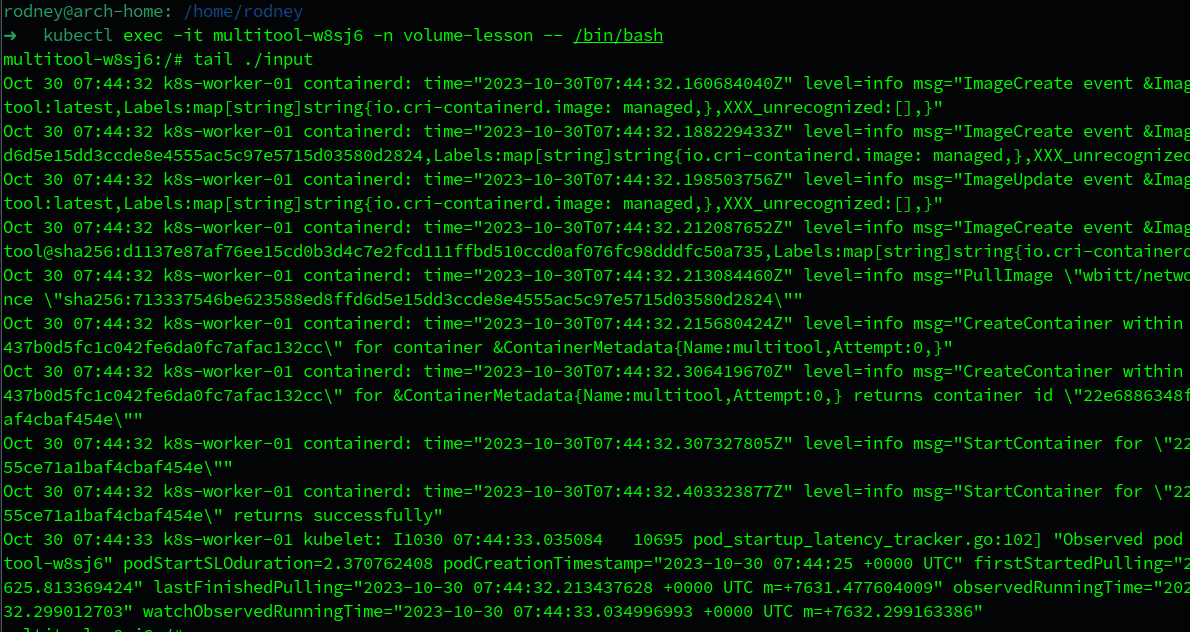 rodney@arch-home: /home/rodney
➜ kubectl exec -it multitool-w8sj6 -n volume-lesson -- /bin/bash
multitool-w8sj6:/# tail ./input
Oct 30 07:44:32 k8s-worker-01 containerd: time="2023-10-30T07:44:32.160684040Z" level=info msg="ImageCreate event &Imag
tool:latest,Labels:map[string]string{io.cri-containerd.image: managed,},XXX_unrecognized:[],}"
Oct 30 07:44:32 k8s-worker-01 containerd: time="2023-10-30T07:44:32.188229433Z" level=info msg="ImageCreate event &Imag
d6d5e15dd3ccde8e4555ac5c97e5715d03580d2824,Labels:map[string]string{io.cri-containerd.image: managed,},XXX_unrecognized
Oct 30 07:44:32 k8s-worker-01 containerd: time="2023-10-30T07:44:32.198503756Z" level=info msg="ImageUpdate event &Imag
tool:latest,Labels:map[string]string{io.cri-containerd.image: managed,},XXX_unrecognized:[],}"
Oct 30 07:44:32 k8s-worker-01 containerd: time="2023-10-30T07:44:32.212087652Z" level=info msg="ImageCreate event &Imag
tool@sha256:d1137e87af76ee15cd0b3d4c7e2fcd111ffbd510ccd0af076fc98dddfc50a735,Labels:map[string]string{io.cri-containerd
Oct 30 07:44:32 k8s-worker-01 containerd: time="2023-10-30T07:44:32.213084460Z" level=info msg="PullImage \"wbitt/netwo
nce \"sha256:713337546be623588ed8ffd6d5e15dd3ccde8e4555ac5c97e5715d03580d2824\""
Oct 30 07:44:32 k8s-worker-01 containerd: time="2023-10-30T07:44:32.215680424Z" level=info msg="CreateContainer within
437b0d5fc1c042fe6da0fc7afac132cc\" for container &ContainerMetadata{Name:multitool,Attempt:0,}"
Oct 30 07:44:32 k8s-worker-01 containerd: time="2023-10-30T07:44:32.306419670Z" level=info msg="CreateContainer within
437b0d5fc1c042fe6da0fc7afac132cc\" for &ContainerMetadata{Name:multitool,Attempt:0,} returns container id \"22e6886348f
af4cbaf454e\""
Oct 30 07:44:32 k8s-worker-01 containerd: time="2023-10-30T07:44:32.307327805Z" level=info msg="StartContainer for \"22
55ce71a1baf4cbaf454e\""
Oct 30 07:44:32 k8s-worker-01 containerd: time="2023-10-30T07:44:32.403323877Z" level=info msg="StartContainer for \"22
55ce71a1baf4cbaf454e\" returns successfully"
Oct 30 07:44:33 k8s-worker-01 kubelet: I1030 07:44:33.035084   10695 pod_startup_latency_tracker.go:102] "Observed pod
tool-w8sj6" podStartSLOduration=2.370762408 podCreationTimestamp="2023-10-30 07:44:25 +0000 UTC" firstStartedPulling="2
625.813369424" lastFinishedPulling="2023-10-30 07:44:32.213437628 +0000 UTC m=+7631.477604009" observedRunningTime="202
32.299012703" watchObservedRunningTime="2023-10-30 07:44:33.034996993 +0000 UTC m=+7632.299163386"